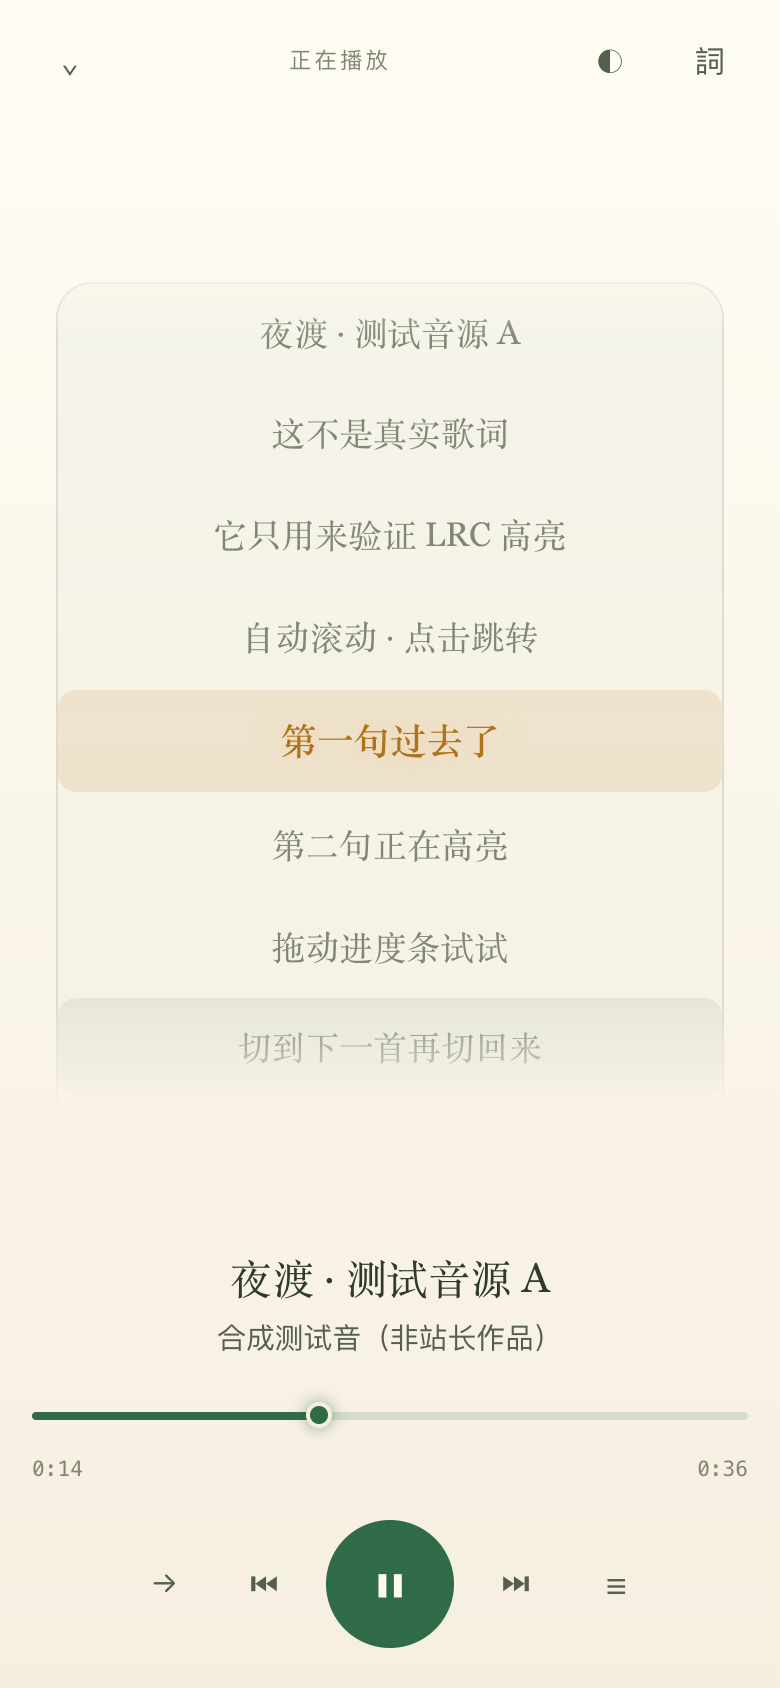 正在播放
詞
夜渡 · 测试音源 A
这不是真实歌词
它只用来验证 LRC 高亮
自动滚动 · 点击跳转
第一句过去了
第二句正在高亮
拖动进度条试试
切到下一首再切回来
夜渡 · 测试音源 A
合成测试音（非站长作品）
0:14
0:36